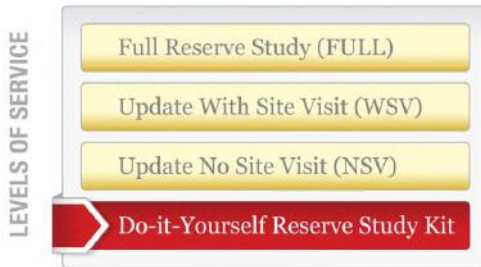 LEVELS OF SERVICE
Full Reserve Study (FULL)
Update With Site Visit (WSV)
Update No Site Visit (NSV)
Do-it-Yourself Reserve Study Kit